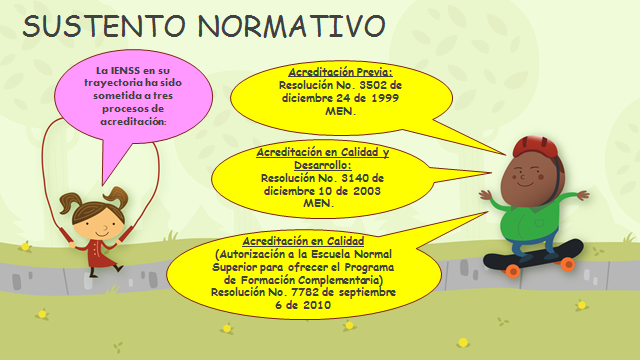 SUSTENTO NORMATIVO
La IENSS en su
trayectoria ha sido
sometida a tres
procesos de
acreditación:
Acreditación Previa:
Resolución No. 3502 de
diciembre 24 de 1999
MEN.
Acreditación en Calidad y
Desarrollo:
Resolución No. 3140 de
diciembre 10 de 2003
MEN.
Acreditación en Calidad
(Autorización a la Escuela Normal
Superior para ofrecer el Programa
de Formación Complementaria)
Resolución No. 7782 de septiembre
6 de 2010